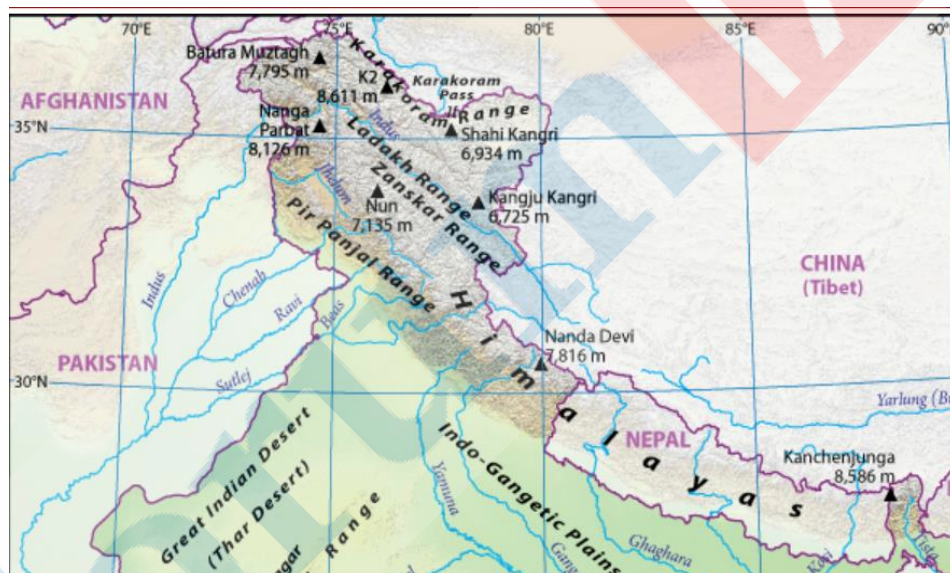 70°E
75°E
80°E
85°E
90°
Batura Muztagh
7,795 m
K2
8,611 m
Karakoram
Pass
Karakoram Range
AFGHANISTAN
35°N
Nanga
Parbat
8,126 m
Indus
Shahi Kangri
6,934 m
Ladakh Range
Zanskar Range
Jhelum
Nun
7,135 m
Kangju Kangri
6,725 m
Pir Panjal Range
CHINA
(Tibet)
Indus
Chenab
Ravi
Beas
Himalayas
Nanda Devi
7,816 m
PAKISTAN
Sutlej
30°N
Yarlung
NEPAL
Great Indian Desert
(Thar Desert)
Indo-Gangetic Plains
Kanchenjunga
8,586 m
Yamuna
Range
Ghaghara
Kosi
Tista